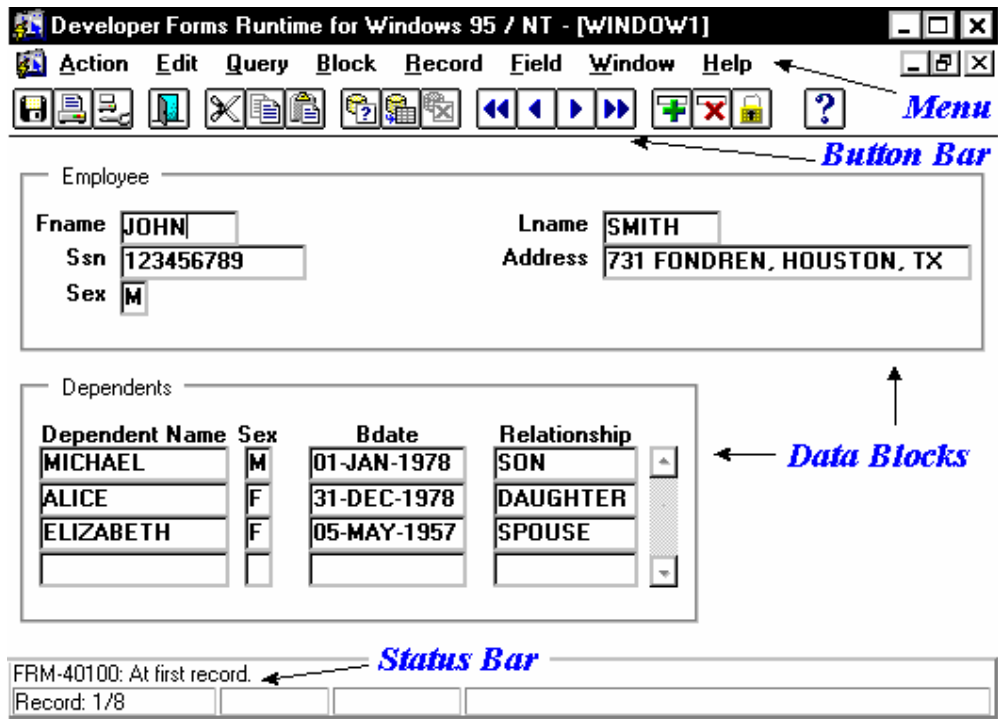 Developer Forms Runtime for Windows 95 / NT - [WINDOW1]
Action Edit Query Block Record Field Window Help
Menu
Button Bar
Employee
Fname JOHN Lname SMITH
Ssn 123456789 Address 731 FONDREN, HOUSTON, TX
Sex M
Dependents
Dependent Name Sex Bdate Relationship
MICHAEL M 01-JAN-1978 SON
Data Blocks
ALICE F 31-DEC-1978 DAUGHTER
ELIZABETH F 05-MAY-1957 SPOUSE
Status Bar
FRM-40100: At first record.
Record: 1/8